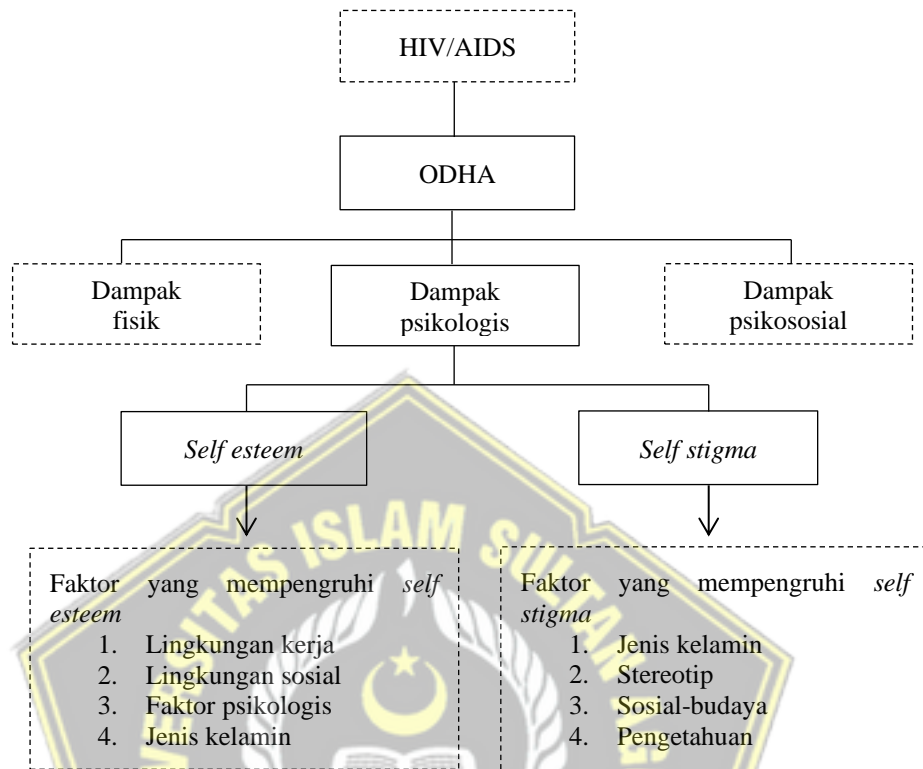 HIV/AIDS
ODHA
Dampak
fisik
Dampak
psikologis
Dampak
psikososial
Self esteem
Self stigma
Faktor yang mempengruhi self
esteem
1. Lingkungan kerja
2. Lingkungan sosial
3. Faktor psikologis
4. Jenis kelamin
Faktor yang mempengruhi self
stigma
1. Jenis kelamin
2. Stereotip
3. Sosial-budaya
4. Pengetahuan
ISLAM SULTAN